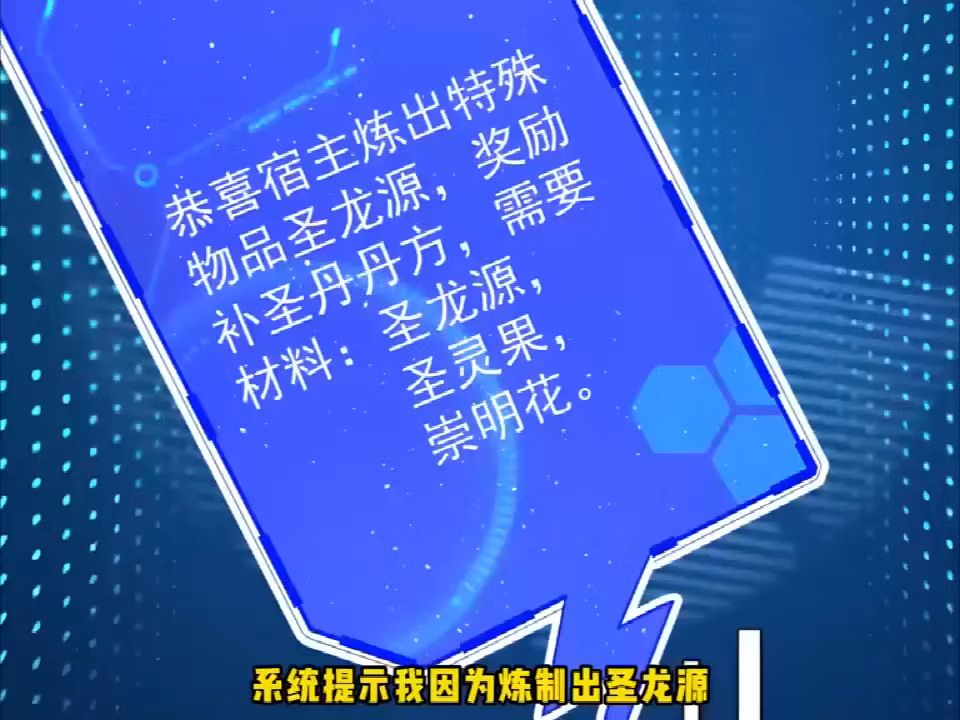 恭喜宿主炼出特殊
物品圣龙源，奖励
补圣丹丹方，需要
材料：圣龙源，
圣灵果，
崇明花。
系统提示我因为炼制出圣龙源